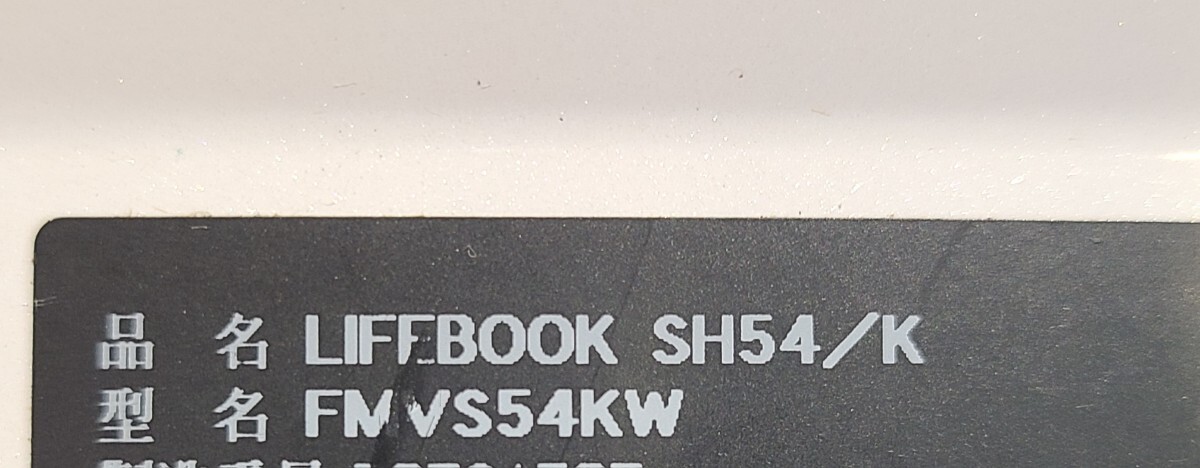 品 名 LIFEBOOK SH54/K
型 名 FMVS54KW